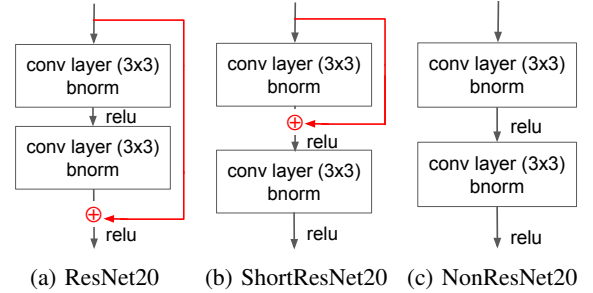 conv layer (3x3)
bnorm
relu
conv layer (3x3)
bnorm
relu
(a) ResNet20
conv layer (3x3)
bnorm
relu
conv layer (3x3)
bnorm
relu
(b) ShortResNet20
conv layer (3x3)
bnorm
relu
conv layer (3x3)
bnorm
relu
(c) NonResNet20